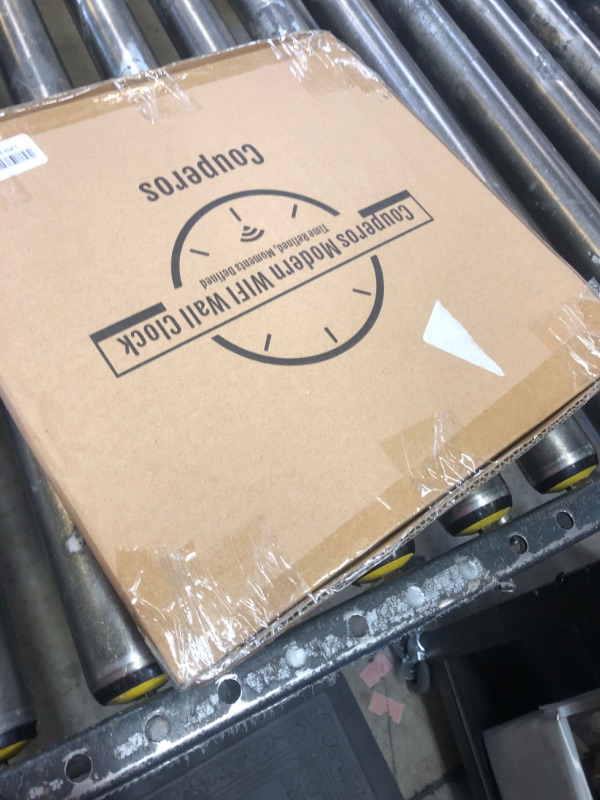 Couperos
Couperos Modern WIFI Wall Clock
Time Refined, Moments Defined